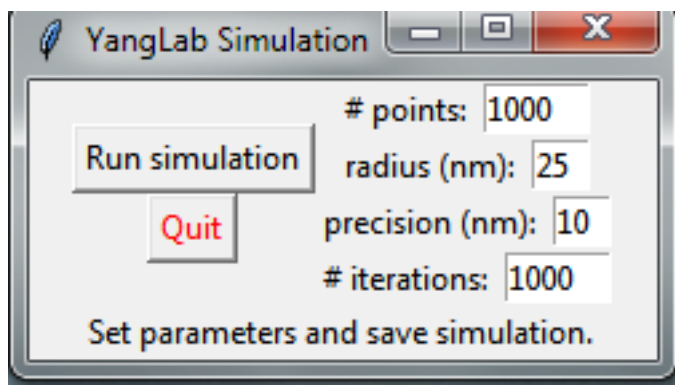 YangLab Simulation
# points: 1000
Run simulation
radius (nm): 25
Quit
precision (nm): 10
# iterations: 1000
Set parameters and save simulation.